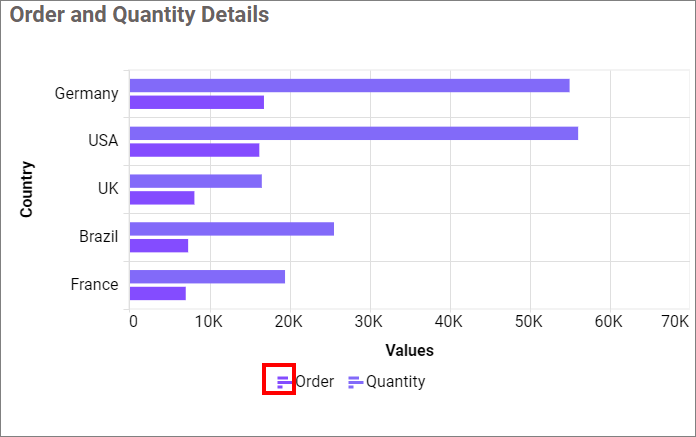 Order and Quantity Details
Germany
USA
UK
Brazil
France
Country
0 10K 20K 30K 40K 50K 60K 70K
Values
Order Quantity